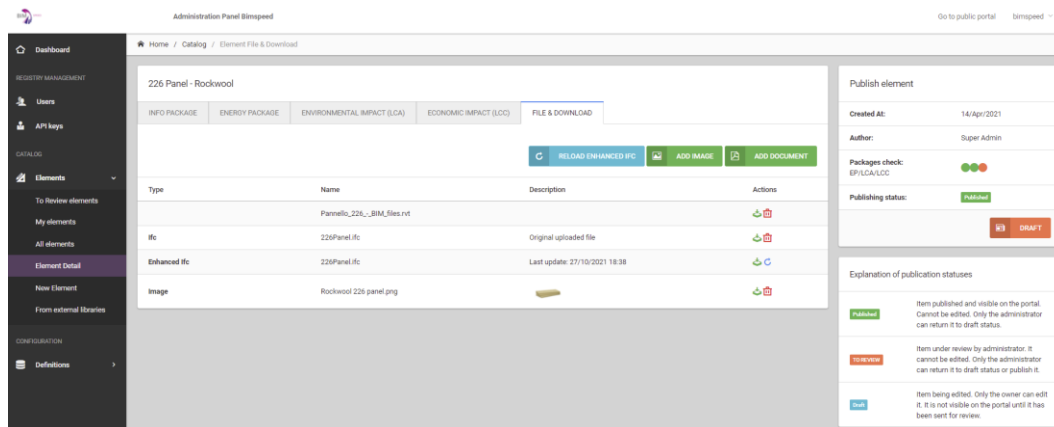 BIM
Administration Panel Bimspeed
Go to public portal
bimspeed
Dashboard
REGISTRY MANAGEMENT
Users
API keys
CATALOG
Elements
To Review elements
My elements
All elements
Element Detail
New Element
From external libraries
CONFIGURATION
Definitions
Home / Catalog / Element File & Download
226 Panel - Rockwool
INFO PACKAGE
ENERGY PACKAGE
ENVIRONMENTAL IMPACT (LCA)
ECONOMIC IMPACT (LCC)
FILE & DOWNLOAD
RELOAD ENHANCED IFC
ADD IMAGE
ADD DOCUMENT
Type Name Description Actions
Pannello_226_-_BIM_files.rvt
Ifc 226Panel.ifc Original uploaded file
Enhanced Ifc 226Panel.ifc Last update: 27/10/2021 18:38
Image Rockwool 226 panel.png
Publish element
Created At: 14/Apr/2021
Author: Super Admin
Packages check:
EP/LCA/LCC
Publishing status: Published
DRAFT
Explanation of publication statuses
Published
Item published and visible on the portal.
Cannot be edited. Only the administrator
can return it to draft status.
TO REVIEW
Item under review by administrator. It
cannot be edited. Only the administrator
can return it to draft status or publish it.
Draft
Item being edited. Only the owner can edit
it. It is not visible on the portal until it has
been sent for review.